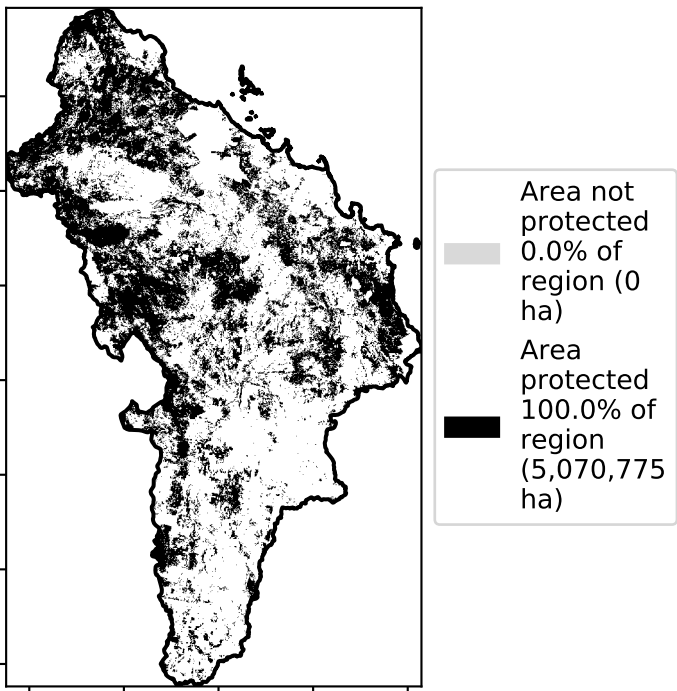 Area not
protected
0.0% of
region (0
ha)
Area
protected
100.0% of
region
(5,070,775
ha)